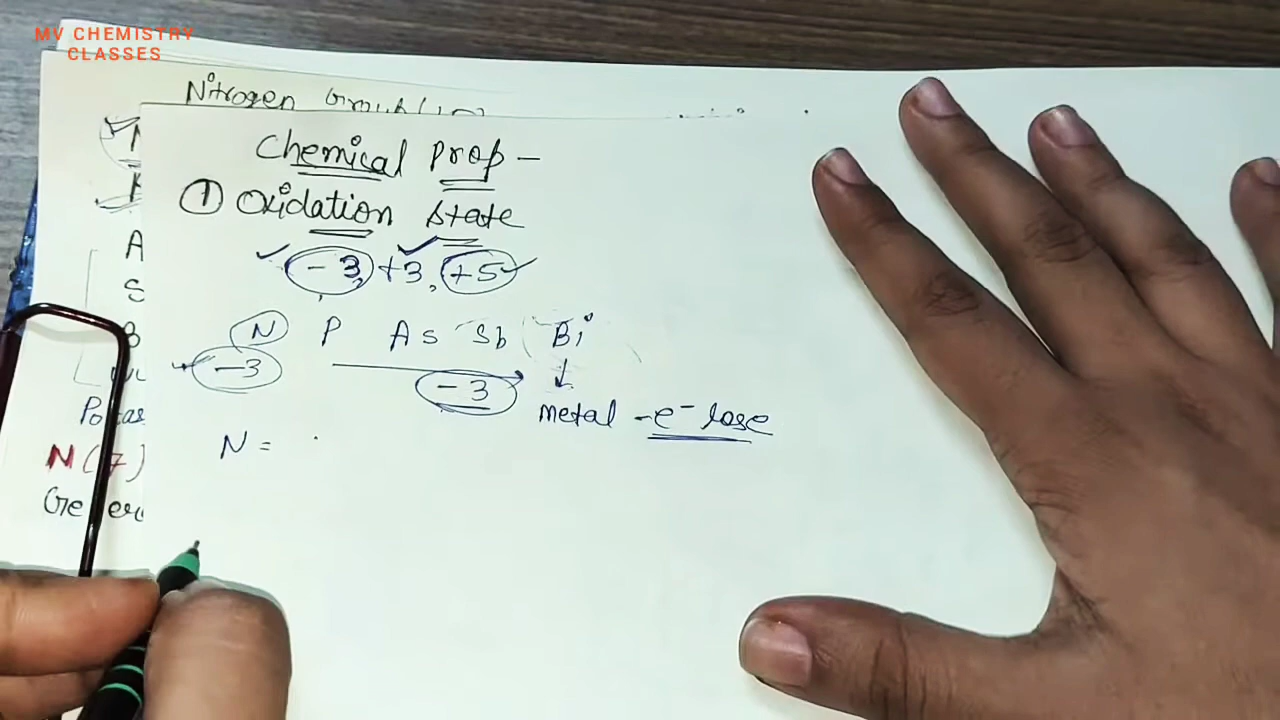 MV CHEMISTRY
CLASSES
Nitrogen
Chemical Prop -
① Oxidation State
-3, +3, +5
N P As Sb Bi
-3
-3
metal - e⁻ lose
N =
N (7)